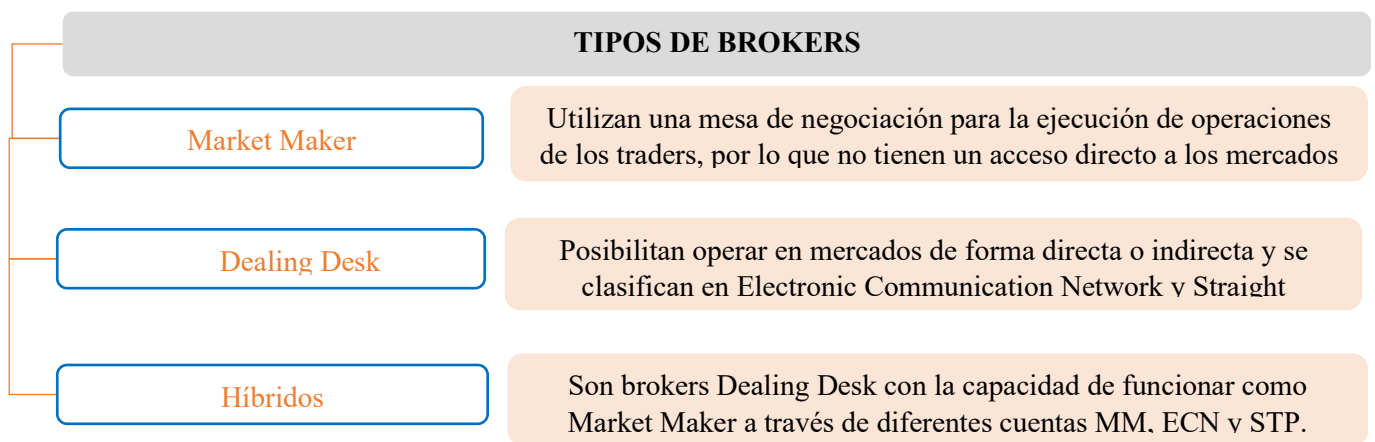 TIPOS DE BROKERS
Market Maker
Utilizan una mesa de negociación para la ejecución de operaciones
de los traders, por lo que no tienen un acceso directo a los mercados
Dealing Desk
Posibilitan operar en mercados de forma directa o indirecta y se
clasifican en Electronic Communication Network y Straight
Híbridos
Son brokers Dealing Desk con la capacidad de funcionar como
Market Maker a través de diferentes cuentas MM, ECN y STP.